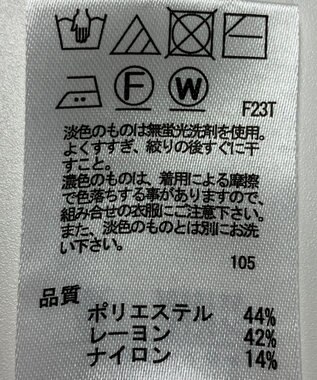 F W F23T
淡色のものは無蛍光洗剤を使用。
よくすすぎ、絞りの後すぐに干
すこと。
濃色のものは、着用による摩擦
で色落ちする事がありますので、
組み合せの衣服にご注意下さい。
また、淡色のものとは別にお洗
い下さい。
105
品質
ポリエステル 44%
レーヨン 42%
ナイロン 14%